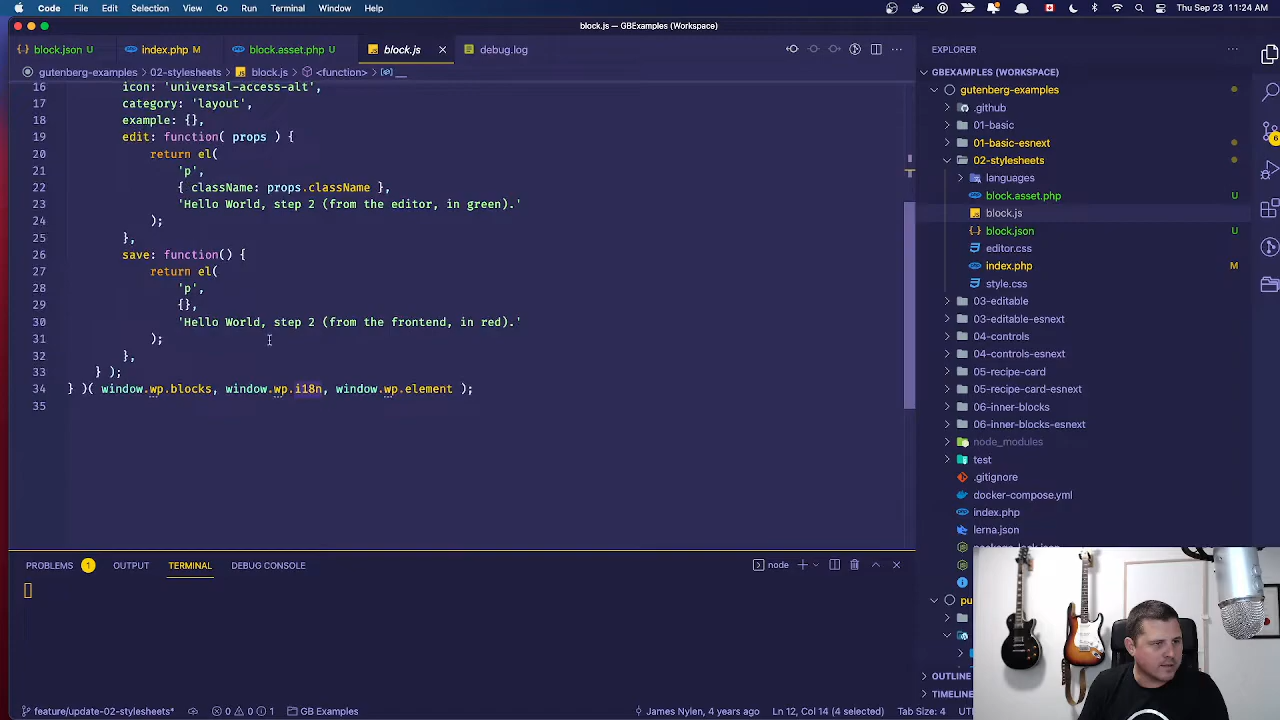 Code File Edit Selection View Go Run Terminal Window Help Thu Sep 23 11:24 AM
block.js — GBExamples (Workspace)
block.json U index.php M block.asset.php U block.js debug.log
gutenberg-examples > 02-stylesheets > block.js > <function> > __
16 icon: 'universal-access-alt',
17 category: 'layout',
18 example: {},
19 edit: function( props ) {
20 return el(
21 'p',
22 { className: props.className },
23 'Hello World, step 2 (from the editor, in green).'
24 );
25 },
26 save: function() {
27 return el(
28 'p',
29 {},
30 'Hello World, step 2 (from the frontend, in red).'
31 );
32 },
33 } );
34 } )( window.wp.blocks, window.wp.i18n, window.wp.element );
35
EXPLORER
GBEXAMPLES (WORKSPACE)
gutenberg-examples
.github
01-basic
01-basic-esnext
02-stylesheets
languages
block.asset.php U
block.js
block.json U
editor.css
index.php M
style.css
03-editable
03-editable-esnext
04-controls
04-controls-esnext
05-recipe-card
05-recipe-card-esnext
06-inner-blocks
06-inner-blocks-esnext
node_modules
test
.gitignore
docker-compose.yml
index.php
lerna.json
package-lock.json
pu
OUTLINE
TIMELINE
6
PROBLEMS 1 OUTPUT TERMINAL DEBUG CONSOLE node
feature/update-02-stylesheets* 0 0 1 GB Examples James Nylen, 4 years ago Ln 12, Col 14 (4 selected) Tab Size: 4